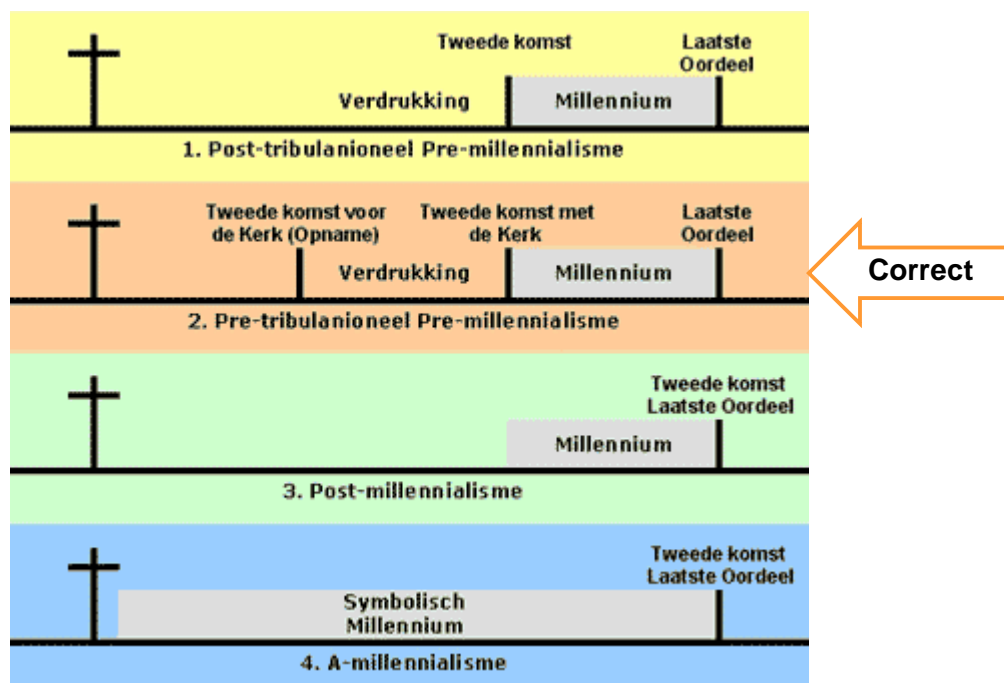 Tweede komst
Laatste
Oordeel
Verdrukking
Millennium
1. Post-tribulanioneel Pre-millennialisme
Tweede komst voor
de Kerk (Opname)
Tweede komst met
de Kerk
Laatste
Oordeel
Verdrukking
Millennium
2. Pre-tribulanioneel Pre-millennialisme
Correct
Tweede komst
Laatste Oordeel
Millennium
3. Post-millennialisme
Tweede komst
Laatste Oordeel
Symbolisch
Millennium
4. A-millennialisme